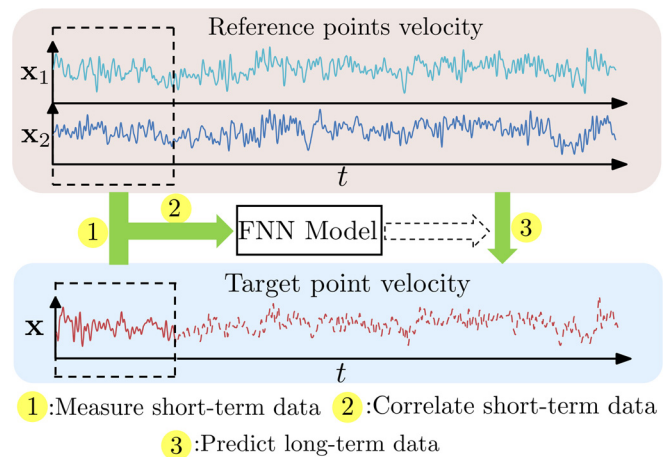 Reference points velocity
x1
x2
t
1
2
FNN Model
3
Target point velocity
x
t
1:Measure short-term data 2:Correlate short-term data
3:Predict long-term data